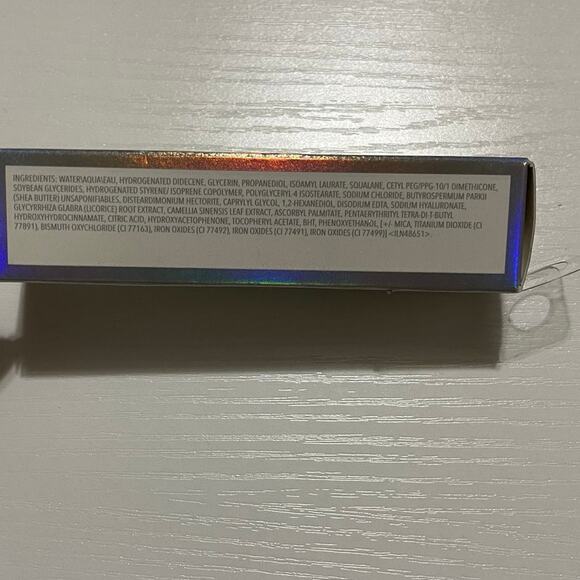 INGREDIENTS: WATER\AQUA\EAU, HYDROGENATED DIDECENE, GLYCERIN, PROPANEDIOL, ISOAMYL LAURATE, SQUALANE, CETYL PEG/PPG-10/1 DIMETHICONE,
SOYBEAN GLYCERIDES, HYDROGENATED STYRENE/ ISOPRENE COPOLYMER, POLYGLYCERYL-4 ISOSTEARATE, SODIUM CHLORIDE, BUTYROSPERMUM PARKII
(SHEA BUTTER) UNSAPONIFIABLES, DISTEARDIMONIUM HECTORITE, CAPRYLYL GLYCOL, 1,2-HEXANEDIOL, DISODIUM EDTA, SODIUM HYALURONATE,
GLYCYRRHIZA GLABRA (LICORICE) ROOT EXTRACT, CAMELLIA SINENSIS LEAF EXTRACT, ASCORBYL PALMITATE, PENTAERYTHRITYL TETRA-DI-T-BUTYL
HYDROXYHYDROCINNAMATE, CITRIC ACID, HYDROXYACETOPHENONE, TOCOPHERYL ACETATE, BHT, PHENOXYETHANOL, [+/- MICA, TITANIUM DIOXIDE (CI
77891), BISMUTH OXYCHLORIDE (CI 77163), IRON OXIDES (CI 77492), IRON OXIDES (CI 77491), IRON OXIDES (CI 77499)] <ILN48651>